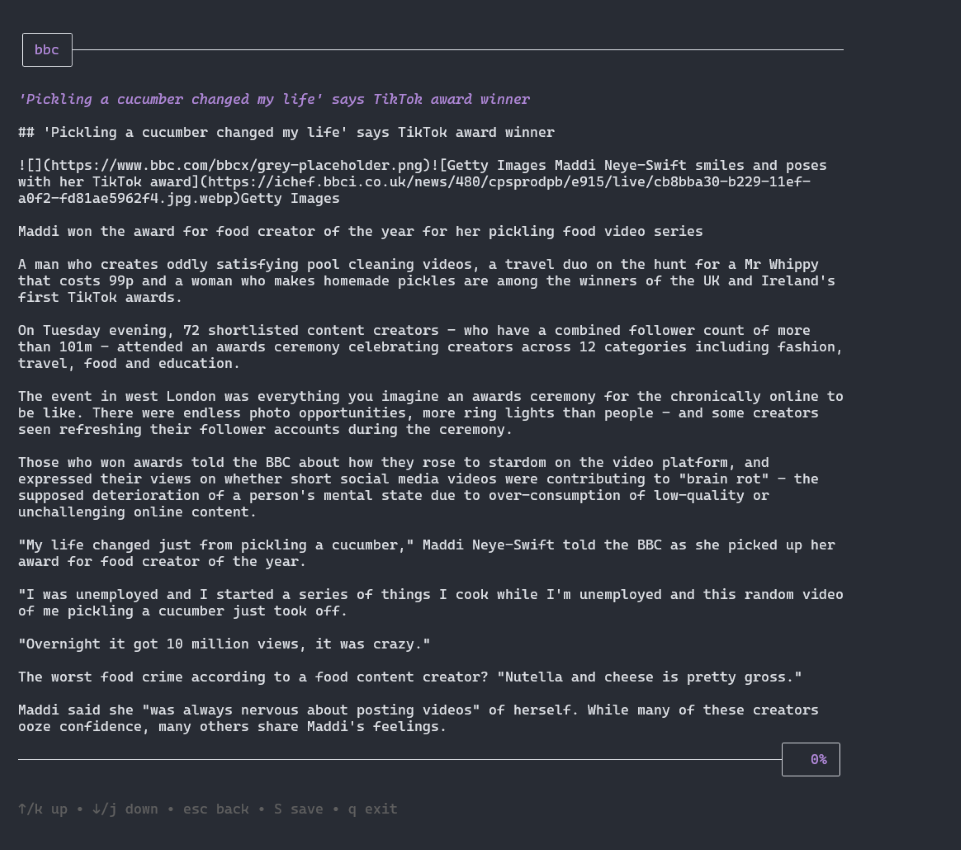 bbc
'Pickling a cucumber changed my life' says TikTok award winner
## 'Pickling a cucumber changed my life' says TikTok award winner
![](https://www.bbc.com/bbcx/grey-placeholder.png)![Getty Images Maddi Neye-Swift smiles and poses
with her TikTok award](https://ichef.bbci.co.uk/news/480/cpsprodpb/e915/live/cb8bba30-b229-11ef-
a0f2-fd81ae5962f4.jpg.webp)Getty Images
Maddi won the award for food creator of the year for her pickling food video series
A man who creates oddly satisfying pool cleaning videos, a travel duo on the hunt for a Mr Whippy
that costs 99p and a woman who makes homemade pickles are among the winners of the UK and Ireland's
first TikTok awards.
On Tuesday evening, 72 shortlisted content creators – who have a combined follower count of more
than 101m – attended an awards ceremony celebrating creators across 12 categories including fashion,
travel, food and education.
The event in west London was everything you imagine an awards ceremony for the chronically online to
be like. There were endless photo opportunities, more ring lights than people – and some creators
seen refreshing their follower accounts during the ceremony.
Those who won awards told the BBC about how they rose to stardom on the video platform, and
expressed their views on whether short social media videos were contributing to "brain rot" – the
supposed deterioration of a person's mental state due to over-consumption of low-quality or
unchallenging online content.
"My life changed just from pickling a cucumber," Maddi Neye-Swift told the BBC as she picked up her
award for food creator of the year.
"I was unemployed and I started a series of things I cook while I'm unemployed and this random video
of me pickling a cucumber just took off.
"Overnight it got 10 million views, it was crazy."
The worst food crime according to a food content creator? "Nutella and cheese is pretty gross."
Maddi said she "was always nervous about posting videos" of herself. While many of these creators
ooze confidence, many others share Maddi's feelings.
0%
↑/k up • ↓/j down • esc back • S save • q exit